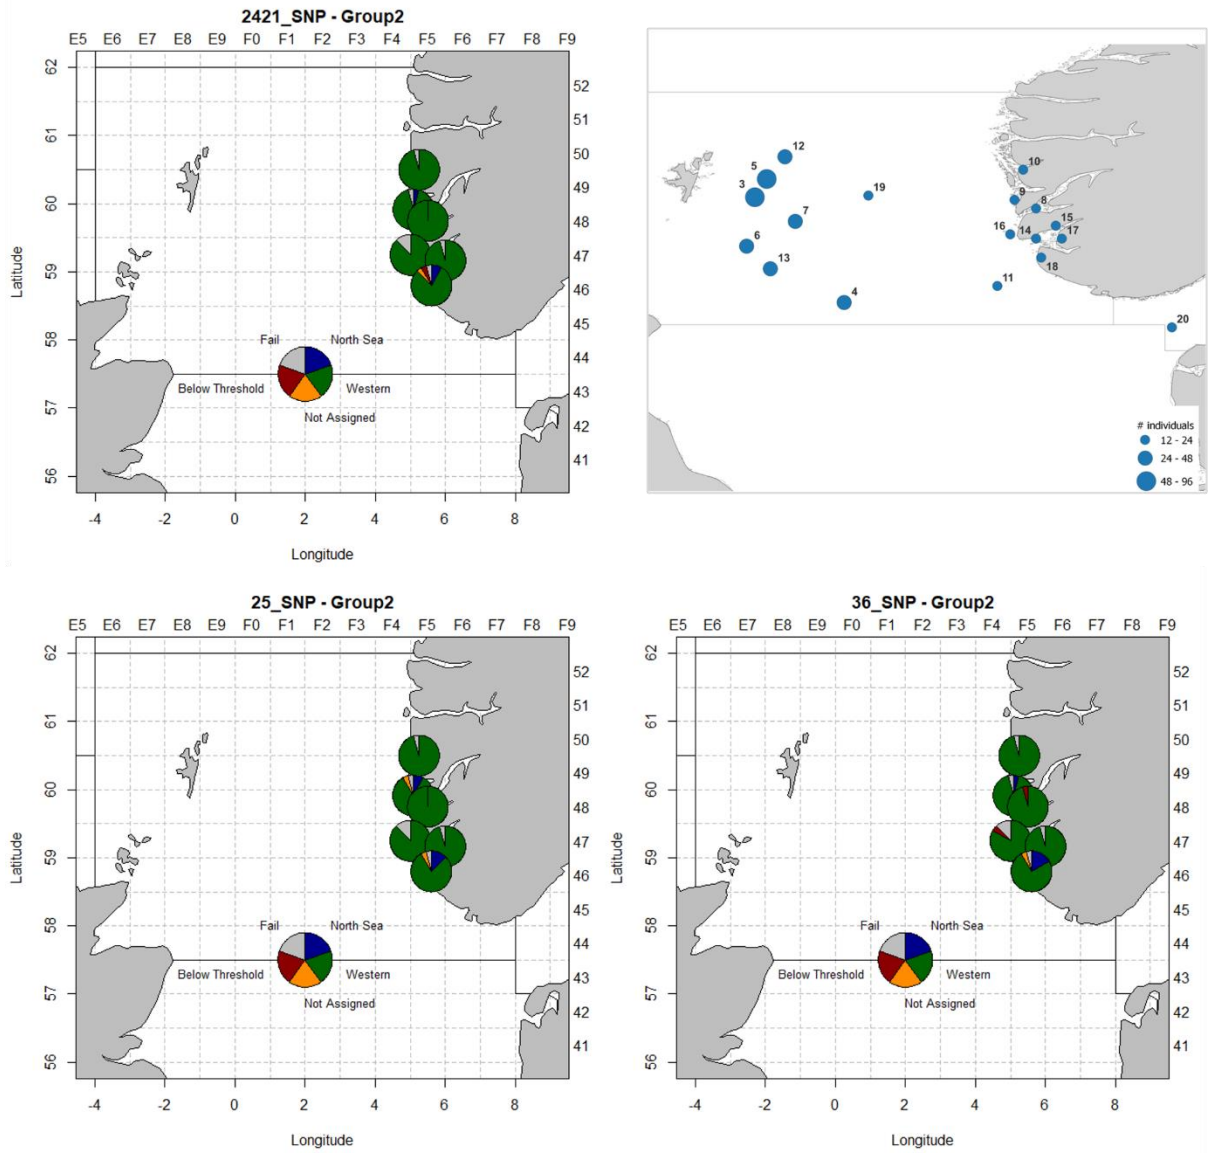 2421_SNP - Group2
E5 E6 E7 E8 E9 F0 F1 F2 F3 F4 F5 F6 F7 F8 F9
62
61
60
59
58
57
56
Latitude
52
51
50
49
48
47
46
45
44
43
42
41
Fail
North Sea
Below Threshold
Western
Not Assigned
-4 -2 0 2 4 6 8
Longitude
12
5
3
19
7
6
13
4
10
9
8
15
16
14
17
18
11
20
# individuals
12 - 24
24 - 48
48 - 96
25_SNP - Group2
E5 E6 E7 E8 E9 F0 F1 F2 F3 F4 F5 F6 F7 F8 F9
62
61
60
59
58
57
56
Latitude
52
51
50
49
48
47
46
45
44
43
42
41
Fail
North Sea
Below Threshold
Western
Not Assigned
-4 -2 0 2 4 6 8
Longitude
36_SNP - Group2
E5 E6 E7 E8 E9 F0 F1 F2 F3 F4 F5 F6 F7 F8 F9
62
61
60
59
58
57
56
Latitude
52
51
50
49
48
47
46
45
44
43
42
41
Fail
North Sea
Below Threshold
Western
Not Assigned
-4 -2 0 2 4 6 8
Longitude